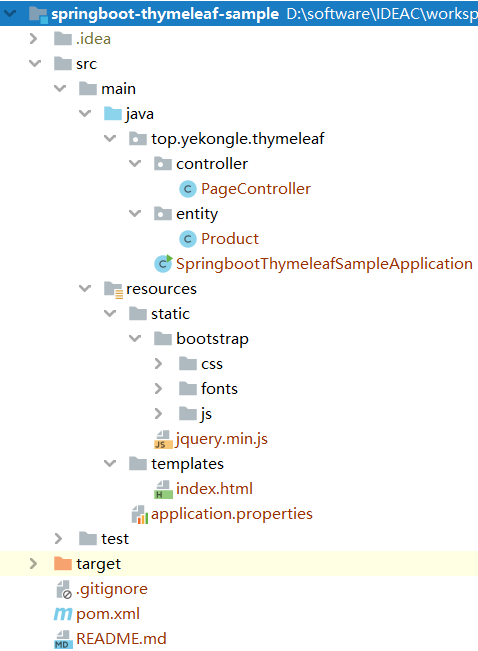 springboot-thymeleaf-sample D:\software\IDEAC\worksp
.idea
src
main
java
top.yekongle.thymeleaf
controller
C PageController
entity
C Product
C SpringbootThymeleafSampleApplication
resources
static
bootstrap
css
fonts
js
JS jquery.min.js
templates
H index.html
application.properties
test
target
.gitignore
m pom.xml
MD README.md